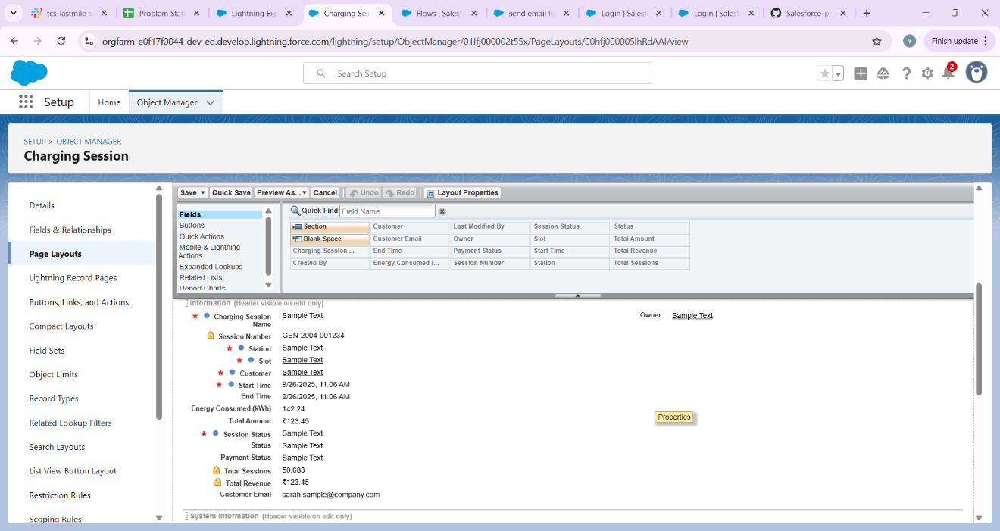 tcs-lastmile-s
Problem Stat
Lightning Exp
Charging Ses
Flows | Salesf
send email fo
Login | Salesf
Login | Salesf
Salesforce-pr
orgfarm-e0f17f0044-dev-ed.develop.lightning.force.com/lightning/setup/ObjectManager/01Ifj000002t55x/PageLayouts/00hfj000005lhRdAAI/view
Y
Finish update
Search Setup
2
Setup
Home
Object Manager
SETUP > OBJECT MANAGER
Charging Session
Details
Fields & Relationships
Page Layouts
Lightning Record Pages
Buttons, Links, and Actions
Compact Layouts
Field Sets
Object Limits
Record Types
Related Lookup Filters
Search Layouts
List View Button Layout
Restriction Rules
Scoping Rules
Save Quick Save Preview As... Cancel Undo Redo Layout Properties
Fields
Buttons
Quick Actions
Mobile & Lightning
Actions
Expanded Lookups
Related Lists
Report Charts
Quick Find Field Name
Section Customer Last Modified By Session Status Status
Blank Space Customer Email Owner Slot Total Amount
Charging Session ... End Time Payment Status Start Time Total Revenue
Created By Energy Consumed (... Session Number Station Total Sessions
Information (Header visible on edit only)
* Charging Session Name Sample Text
Owner Sample Text
Session Number GEN-2004-001234
* Station Sample Text
* Slot Sample Text
* Customer Sample Text
* Start Time 9/26/2025, 11:06 AM
End Time 9/26/2025, 11:06 AM
Energy Consumed (kWh) 142.24
Properties
Total Amount ₹123.45
* Session Status Sample Text
Status Sample Text
Payment Status Sample Text
Total Sessions 50,683
Total Revenue ₹123.45
Customer Email sarah.sample@company.com
System Information (Header visible on edit only)